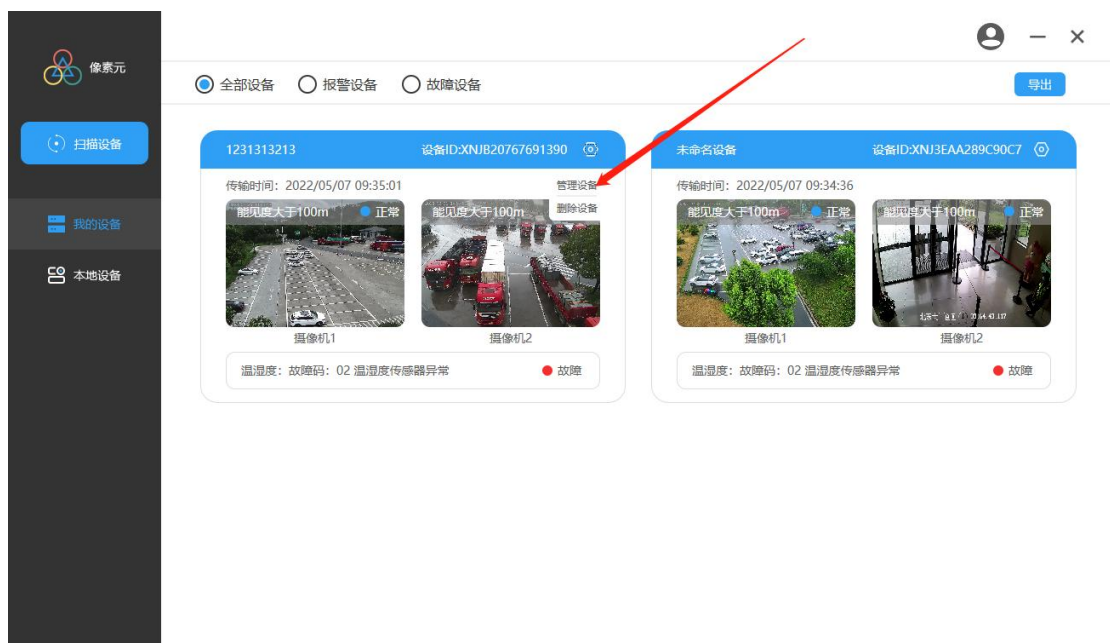 像素元
全部设备 报警设备 故障设备 导出
扫描设备
我的设备
本地设备
1231313213 设备ID:XNJB20767691390
传输时间：2022/05/07 09:35:01 管理设备
删除设备
能见度大于100m 正常 能见度大于100m
摄像机1 摄像机2
温湿度：故障码：02 温湿度传感器异常 故障
未命名设备 设备ID:XNJ3EAA289C90C7
传输时间：2022/05/07 09:34:36
能见度大于100m 正常 能见度大于100m 正常
摄像机1 摄像机2
温湿度：故障码：02 温湿度传感器异常 故障